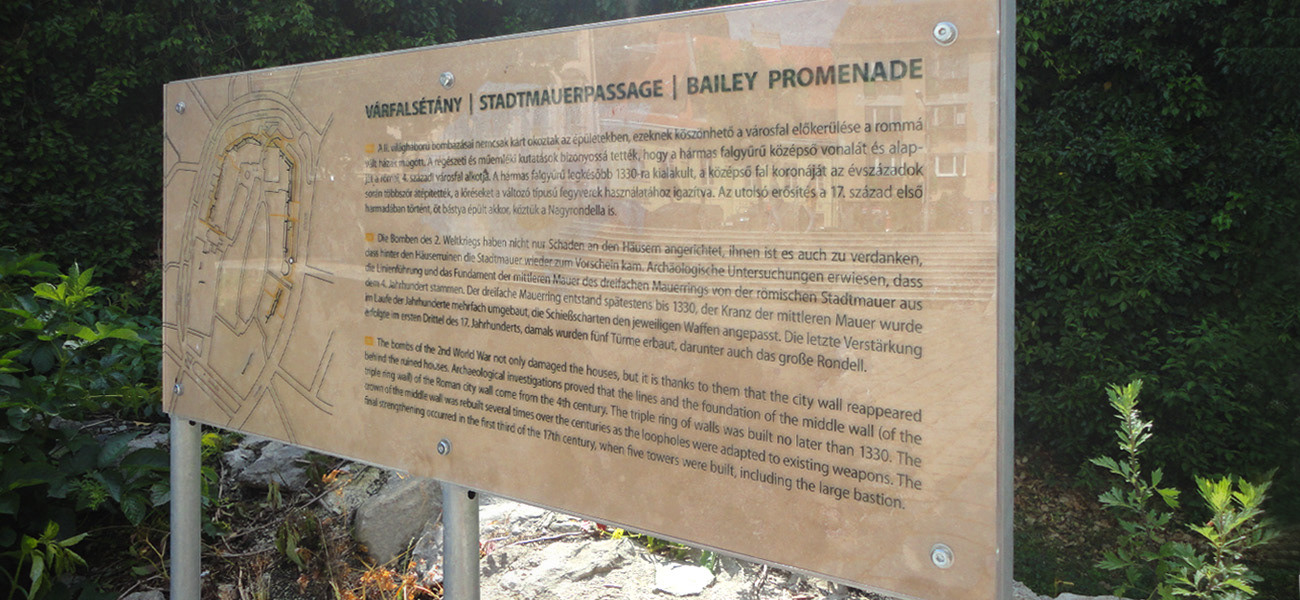 VÁRFALSÉTÁNY | STADTMAUERPASSAGE | BAILEY PROMENADE
A II. világháború bombázásai nemcsak kárt okoztak az épületekben, ezeknek köszönhető a városfal előkerülése a rommá
vált házak mögött. A régészeti és műemléki kutatások bizonyossá tették, hogy a hármas falgyűrű középső vonalát és alap-
ját a római, 4. századi városfal alkotja. A hármas falgyűrű legkésőbb 1330-ra kialakult, a középső fal koronáját az évszázadok
során többször átépítették, a lőréseket a változó típusú fegyverek használatához igazítva. Az utolsó erősítés a 17. század első
harmadában történt, öt bástya épült akkor, köztük a Nagyrondella is.
Die Bomben des 2. Weltkriegs haben nicht nur Schaden an den Häusern angerichtet, ihnen ist es auch zu verdanken,
dass hinter den Häuserruinen die Stadtmauer wieder zum Vorschein kam. Archäologische Untersuchungen erwiesen, dass
die Linienführung und das Fundament der mittleren Mauer des dreifachen Mauerrings von der römischen Stadtmauer aus
dem 4. Jahrhundert stammen. Der dreifache Mauerring entstand spätestens bis 1330, der Kranz der mittleren Mauer wurde
im Laufe der Jahrhunderte mehrfach umgebaut, die Schießscharten den jeweiligen Waffen angepasst. Die letzte Verstärkung
erfolgte im ersten Drittel des 17. Jahrhunderts, damals wurden fünf Türme erbaut, darunter auch das große Rondell.
The bombs of the 2nd World War not only damaged the houses, but it is thanks to them that the city wall reappeared
behind the ruined houses. Archaeological investigations proved that the lines and the foundation of the middle wall (of the
triple ring wall) of the Roman city wall come from the 4th century. The triple ring of walls was built no later than 1330. The
crown of the middle wall was rebuilt several times over the centuries as the loopholes were adapted to existing weapons. The
final strengthening occurred in the first third of the 17th century, when five towers were built, including the large bastion.